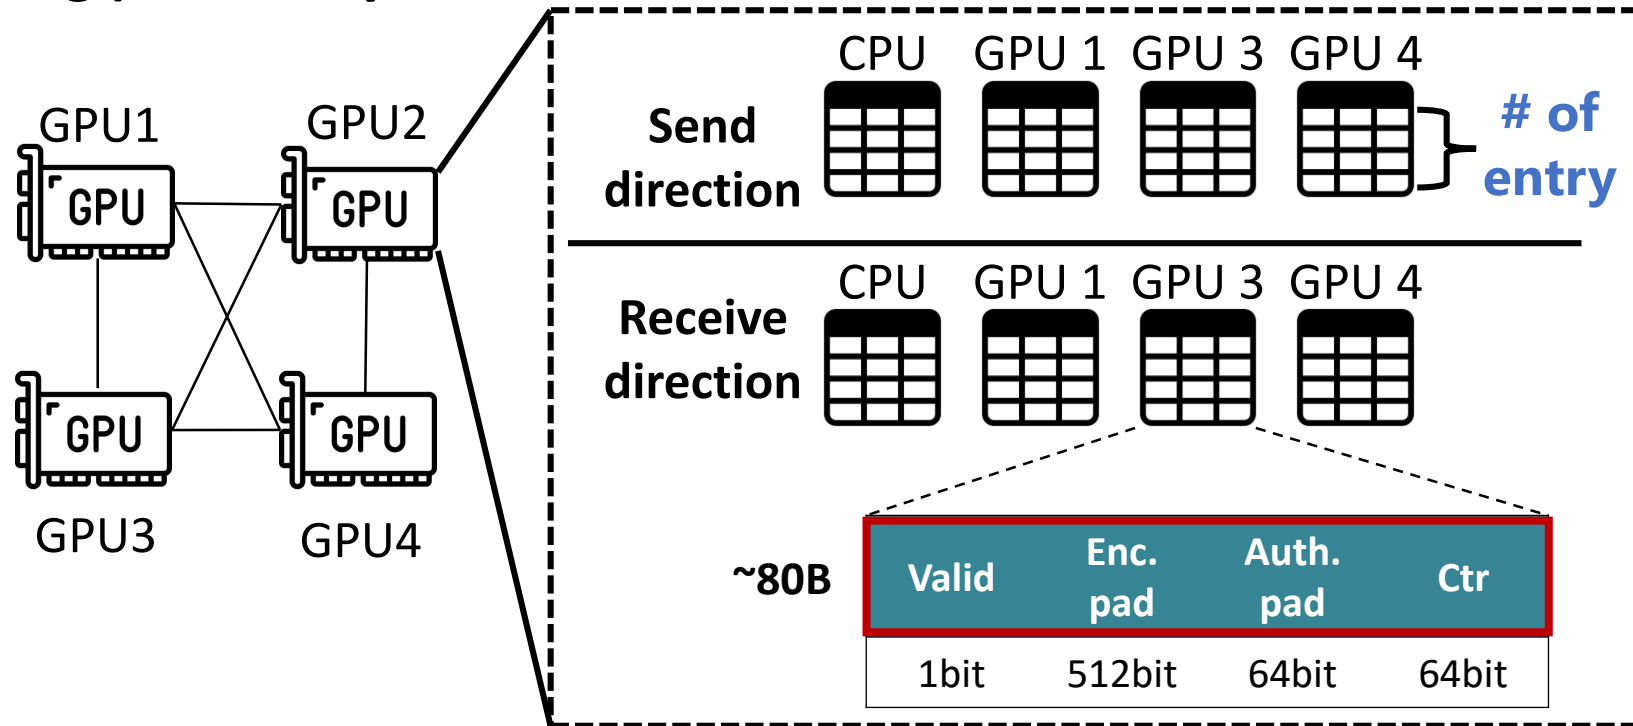 GPU1
GPU2
GPU
GPU
GPU
GPU
GPU3
GPU4
CPU GPU 1 GPU 3 GPU 4
Send
direction
# of
entry
CPU GPU 1 GPU 3 GPU 4
Receive
direction
~80B
Valid
Enc.
pad
Auth.
pad
Ctr
1bit 512bit 64bit 64bit